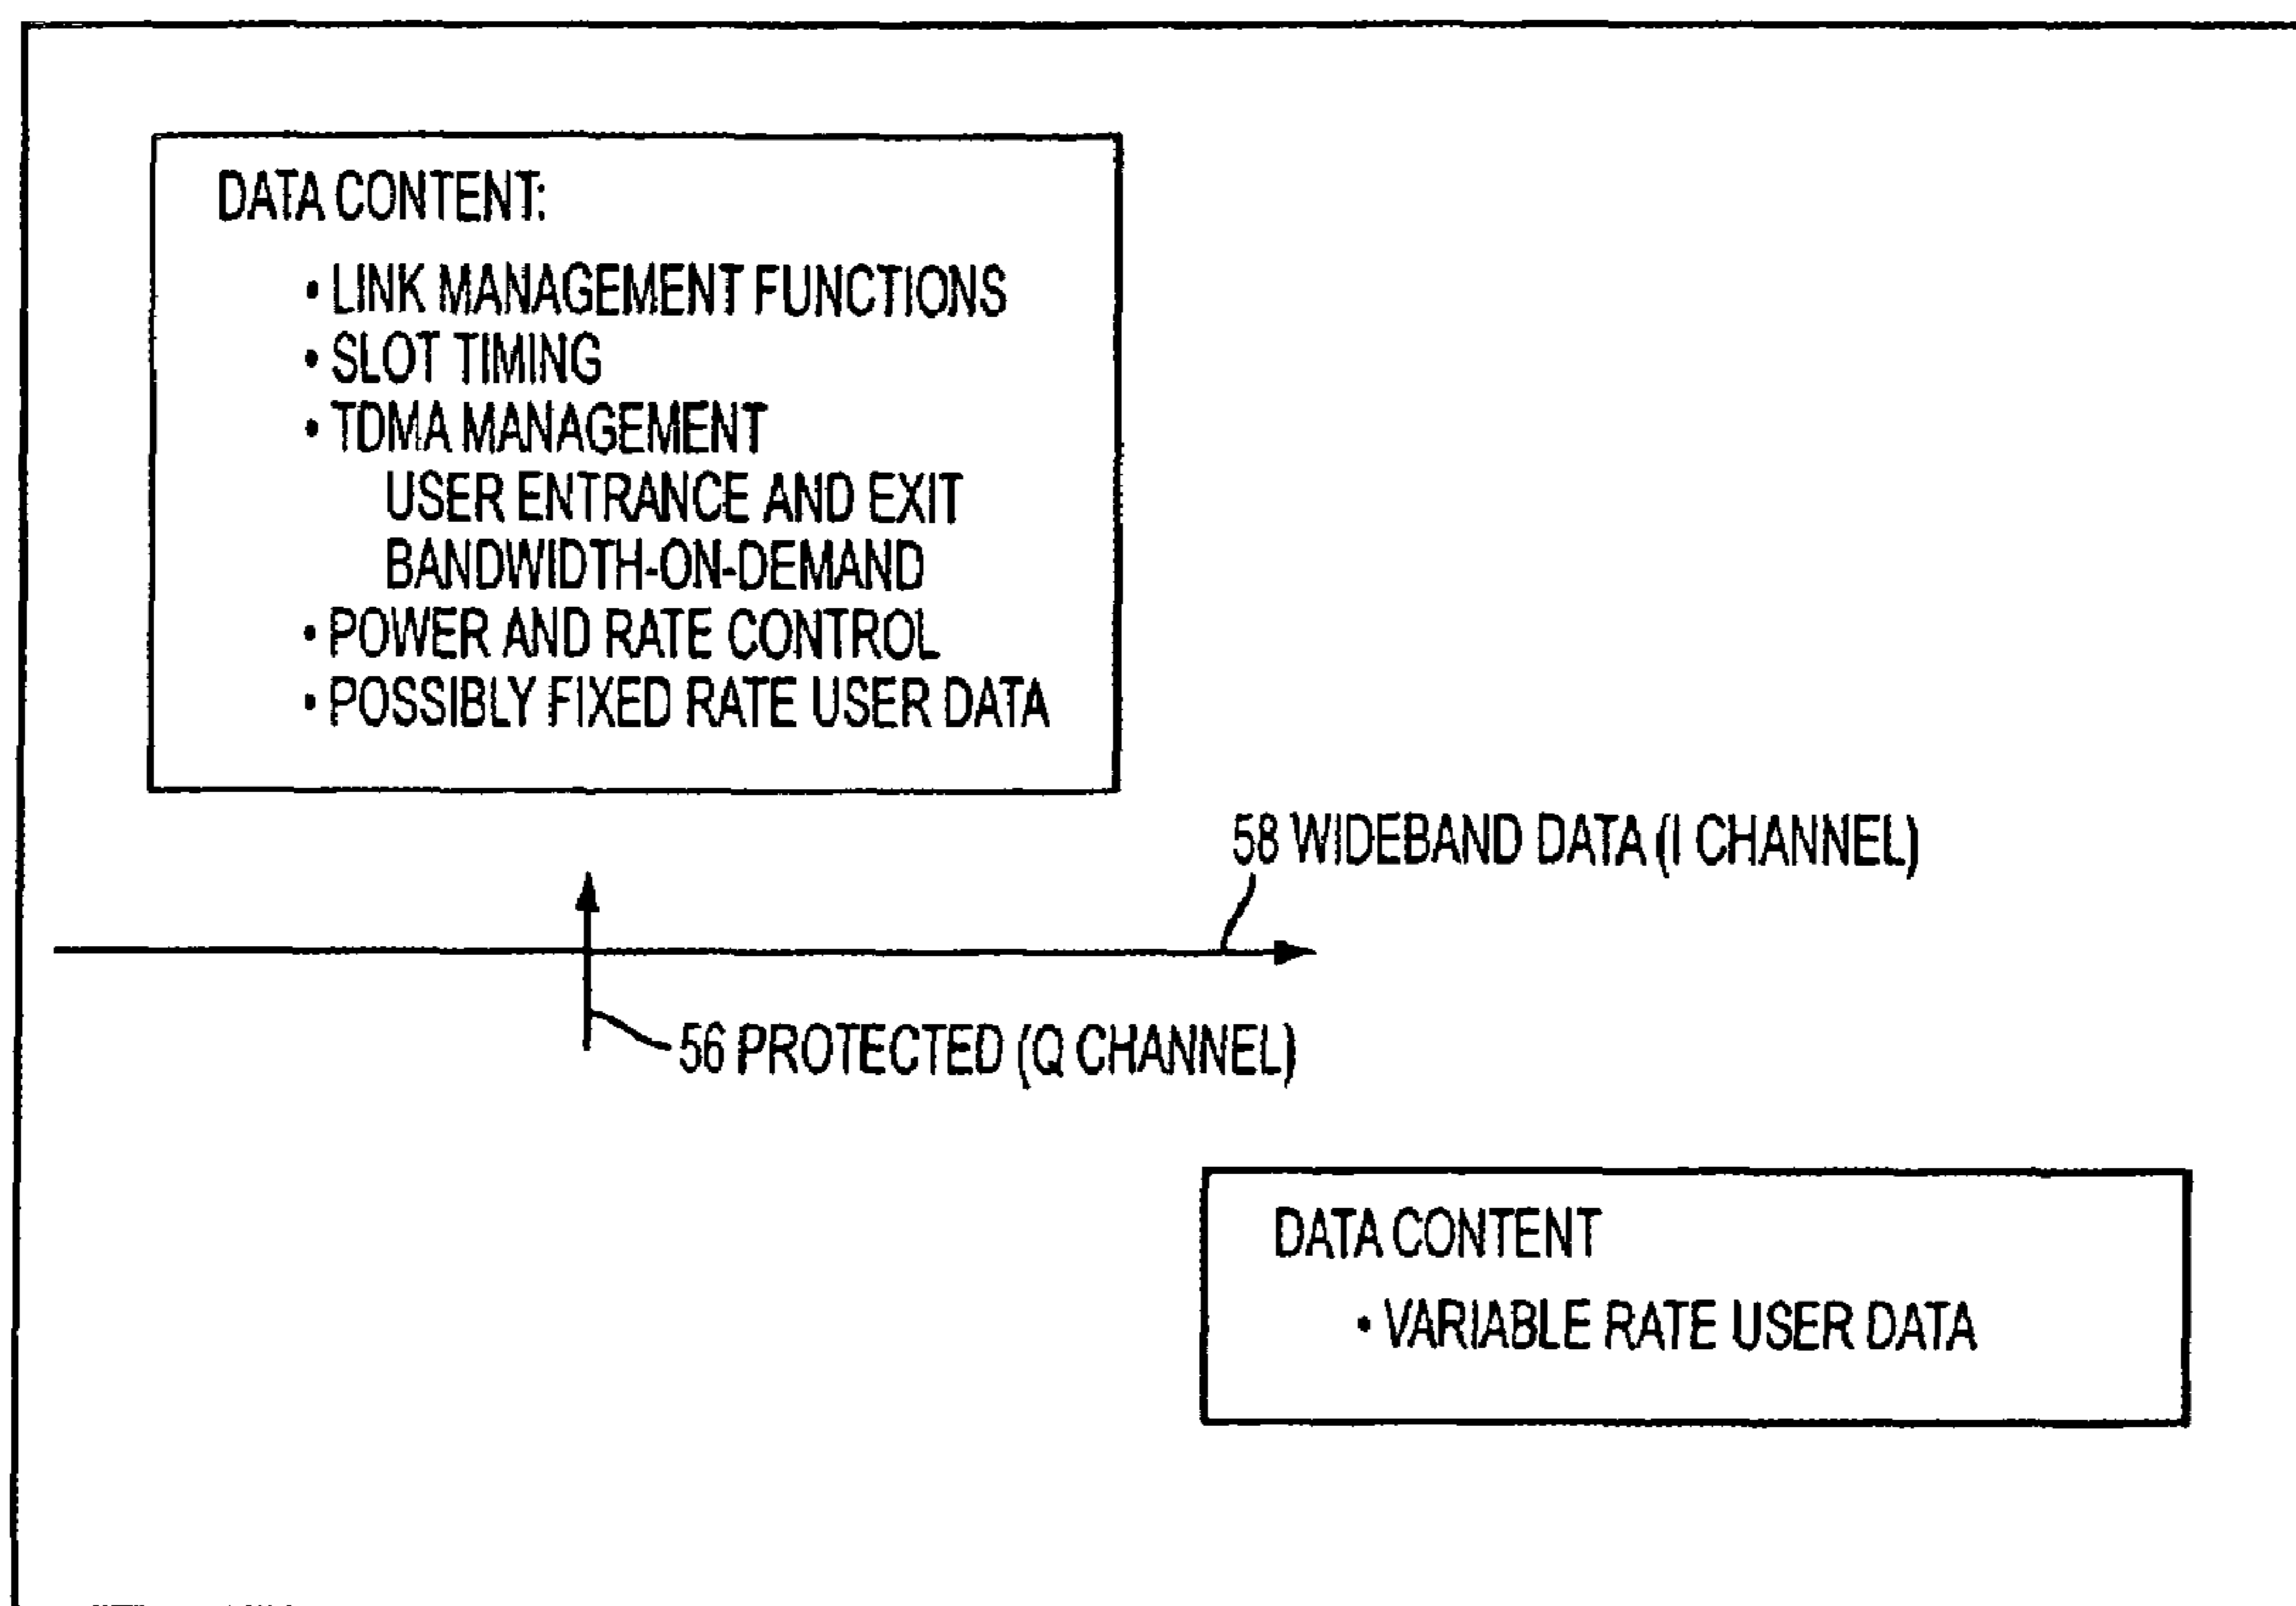 DATA CONTENT:
• LINK MANAGEMENT FUNCTIONS
• SLOT TIMING
• TDMA MANAGEMENT
USER ENTRANCE AND EXIT
BANDWIDTH-ON-DEMAND
• POWER AND RATE CONTROL
• POSSIBLY FIXED RATE USER DATA
58 WIDEBAND DATA (I CHANNEL)
56 PROTECTED (Q CHANNEL)
DATA CONTENT
• VARIABLE RATE USER DATA